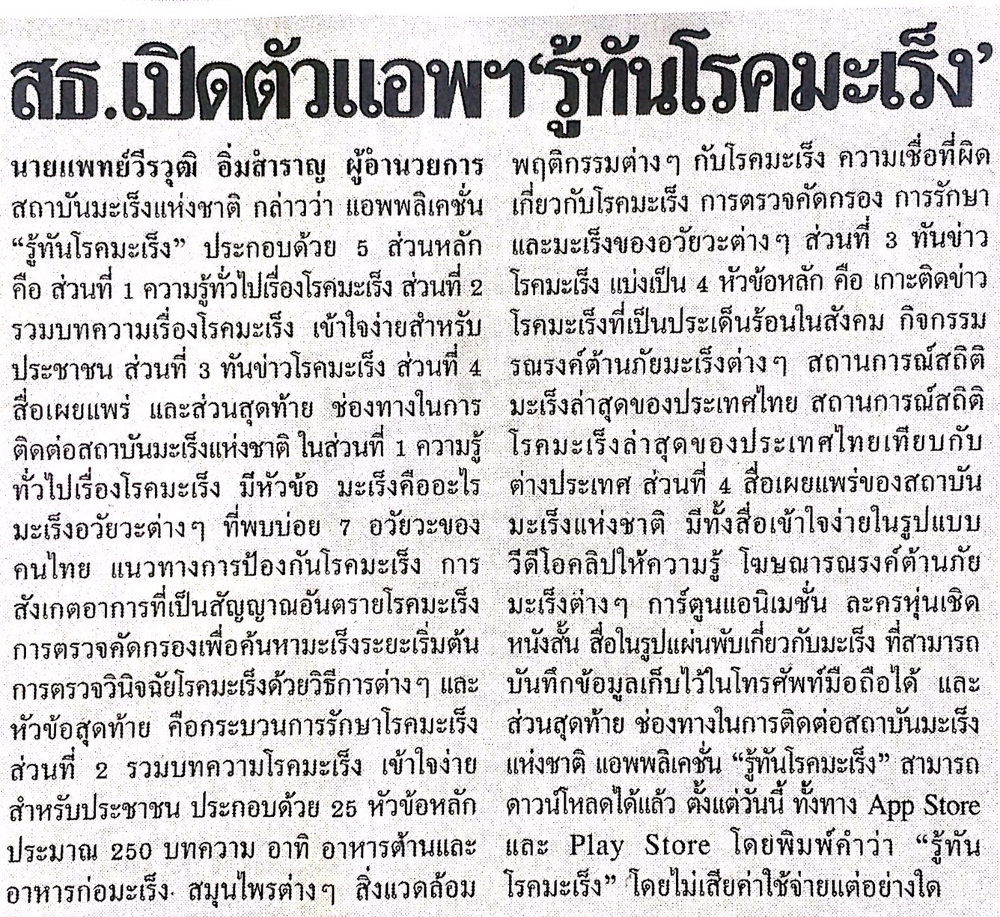 สธ.เปิดตัวแอพฯ‘รู้ทันโรคมะเร็ง’
นายแพทย์วีรวุฒิ อิ่มสำราญ ผู้อำนวยการ
สถาบันมะเร็งแห่งชาติ กล่าวว่า แอพพลิเคชั่น
“รู้ทันโรคมะเร็ง” ประกอบด้วย 5 ส่วนหลัก
คือ ส่วนที่ 1 ความรู้ทั่วไปเรื่องโรคมะเร็ง ส่วนที่ 2
รวมบทความเรื่องโรคมะเร็ง เข้าใจง่ายสำหรับ
ประชาชน ส่วนที่ 3 ทันข่าวโรคมะเร็ง ส่วนที่ 4
สื่อเผยแพร่ และส่วนสุดท้าย ช่องทางในการ
ติดต่อสถาบันมะเร็งแห่งชาติ ในส่วนที่ 1 ความรู้
ทั่วไปเรื่องโรคมะเร็ง มีหัวข้อ มะเร็งคืออะไร
มะเร็งอวัยวะต่างๆ ที่พบบ่อย 7 อวัยวะของ
คนไทย แนวทางการป้องกันโรคมะเร็ง การ
สังเกตอาการที่เป็นสัญญาณอันตรายโรคมะเร็ง
การตรวจคัดกรองเพื่อค้นหามะเร็งระยะเริ่มต้น
การตรวจวินิจฉัยโรคมะเร็งด้วยวิธีการต่างๆ และ
หัวข้อสุดท้าย คือกระบวนการรักษาโรคมะเร็ง
ส่วนที่ 2 รวมบทความโรคมะเร็ง เข้าใจง่าย
สำหรับประชาชน ประกอบด้วย 25 หัวข้อหลัก
ประมาณ 250 บทความ อาทิ อาหารต้านและ
อาหารก่อมะเร็ง สมุนไพรต่างๆ สิ่งแวดล้อม
พฤติกรรมต่างๆ กับโรคมะเร็ง ความเชื่อที่ผิด
เกี่ยวกับโรคมะเร็ง การตรวจคัดกรอง การรักษา
และมะเร็งของอวัยวะต่างๆ ส่วนที่ 3 ทันข่าว
โรคมะเร็ง แบ่งเป็น 4 หัวข้อหลัก คือ เกาะติดข่าว
โรคมะเร็งที่เป็นประเด็นร้อนในสังคม กิจกรรม
รณรงค์ต้านภัยมะเร็งต่างๆ สถานการณ์สถิติ
มะเร็งล่าสุดของประเทศไทย สถานการณ์สถิติ
โรคมะเร็งล่าสุดของประเทศไทยเทียบกับ
ต่างประเทศ ส่วนที่ 4 สื่อเผยแพร่ของสถาบัน
มะเร็งแห่งชาติ มีทั้งสื่อเข้าใจง่ายในรูปแบบ
วีดีโอคลิปให้ความรู้ โฆษณารณรงค์ต้านภัย
มะเร็งต่างๆ การ์ตูนแอนิเมชั่น ละครหุ่นเชิด
หนังสั้น สื่อในรูปแผ่นพับเกี่ยวกับมะเร็ง ที่สามารถ
บันทึกข้อมูลเก็บไว้ในโทรศัพท์มือถือได้ และ
ส่วนสุดท้าย ช่องทางในการติดต่อสถาบันมะเร็ง
แห่งชาติ แอพพลิเคชั่น “รู้ทันโรคมะเร็ง” สามารถ
ดาวน์โหลดได้แล้ว ตั้งแต่วันนี้ ทั้งทาง App Store
และ Play Store โดยพิมพ์คำว่า “รู้ทัน
โรคมะเร็ง” โดยไม่เสียค่าใช้จ่ายแต่อย่างใด